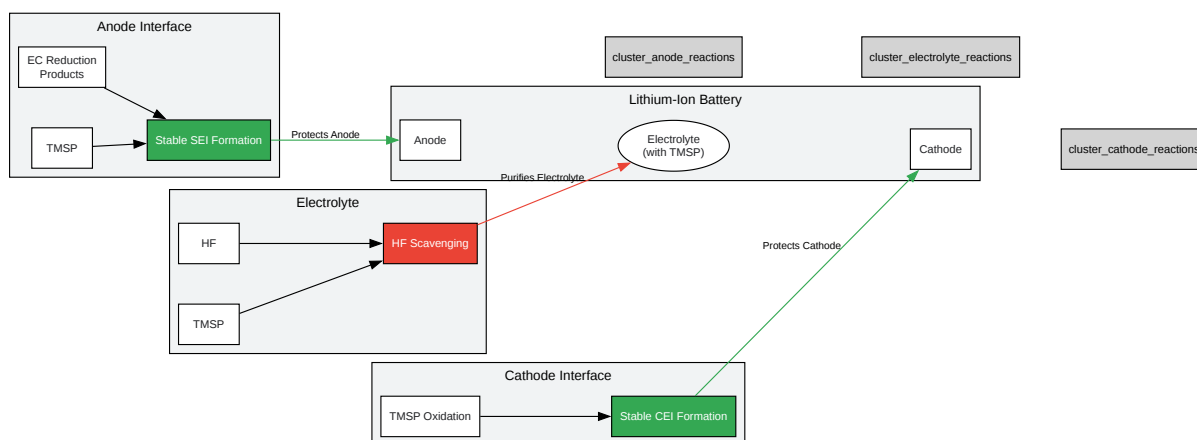 Anode Interface
EC Reduction
Products
TMSP
Stable SEI Formation
Protects Anode
cluster_anode_reactions
cluster_electrolyte_reactions
Lithium-Ion Battery
Anode
Electrolyte
(with TMSP)
Cathode
cluster_cathode_reactions
Purifies Electrolyte
Electrolyte
HF
HF Scavenging
TMSP
Protects Cathode
Cathode Interface
TMSP Oxidation
Stable CEI Formation